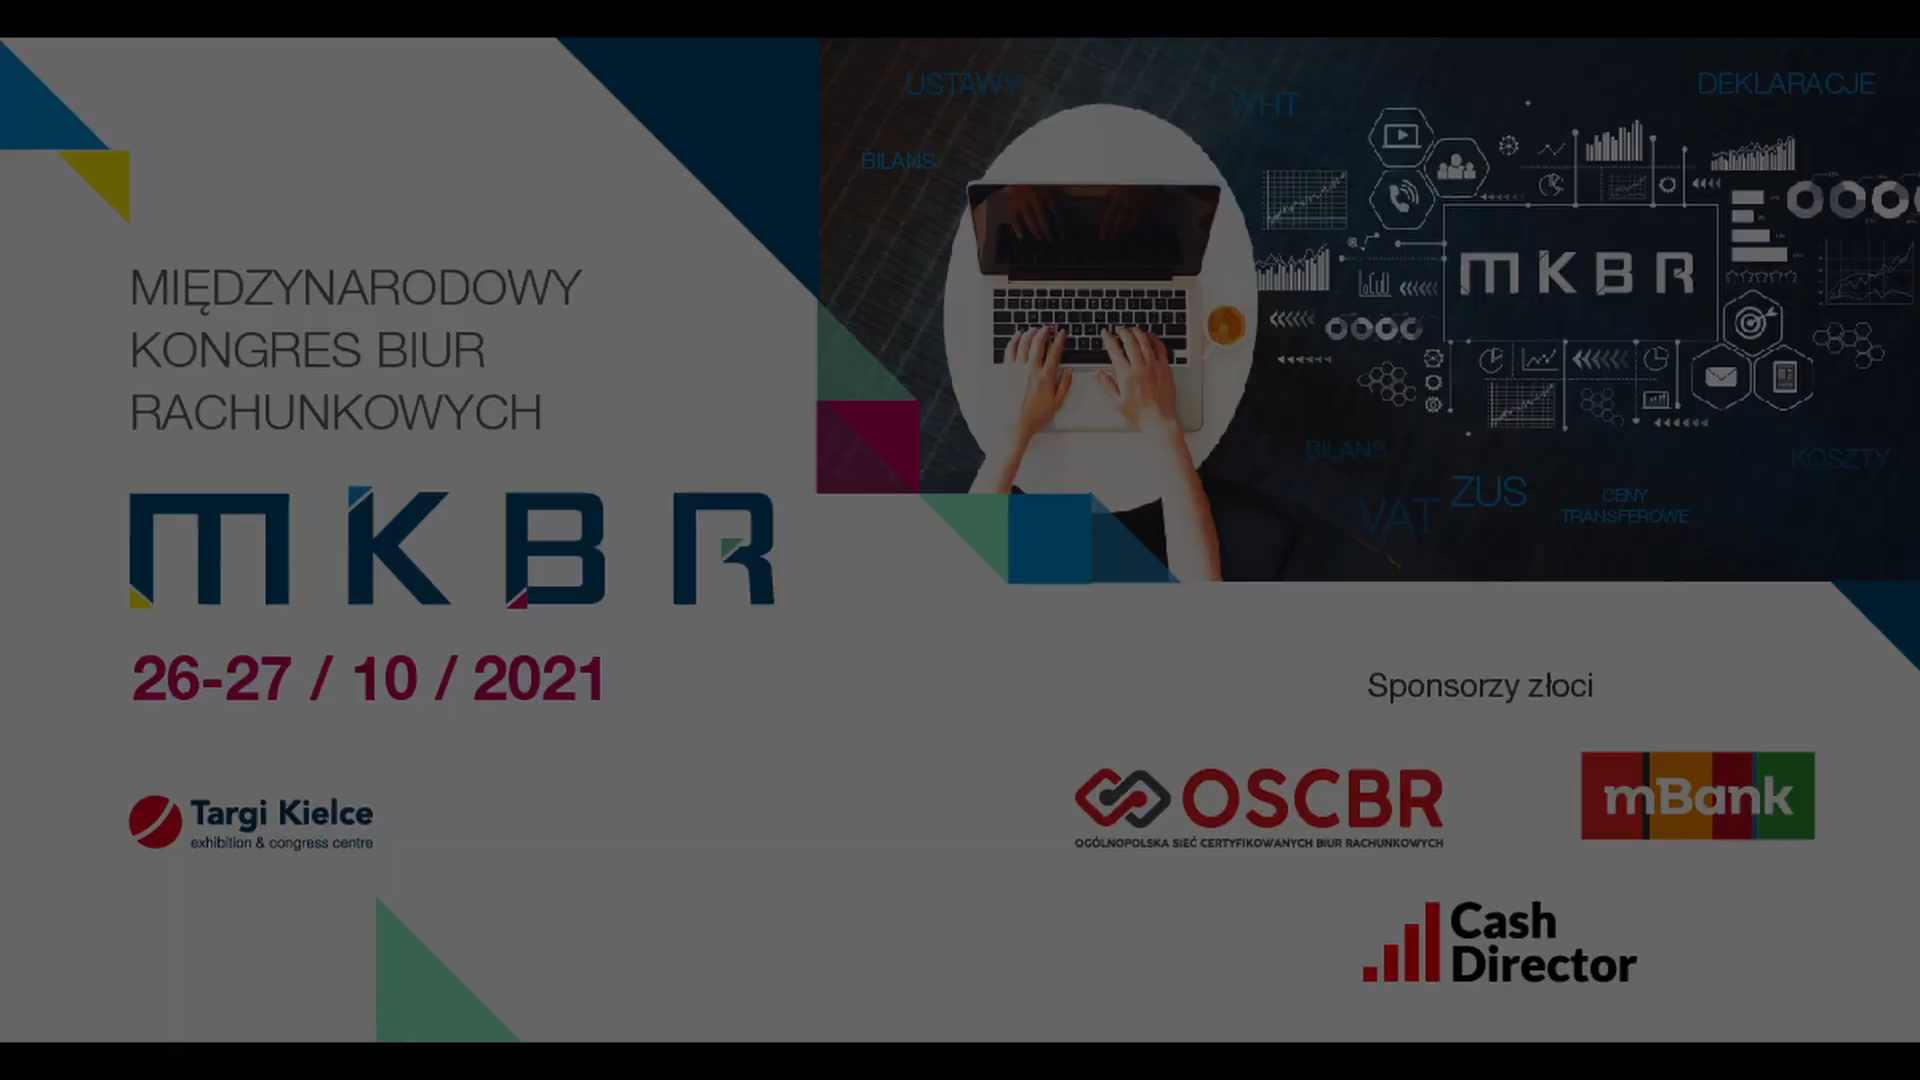 MIĘDZYNARODOWY
KONGRES BIUR
RACHUNKOWYCH
MKBR
26-27 / 10 / 2021
Targi Kielce
exhibition & congress centre
USTAWY
WHT
DEKLARACJE
BILANS
MKBR
BILANS
KOSZTY
VAT
ZUS
CENY
TRANSFEROWE
Sponsorzy złoci
OSCBR
OGÓLNOPOLSKA SIEĆ CERTYFIKOWANYCH BIUR RACHUNKOWYCH
mBank
Cash
Director